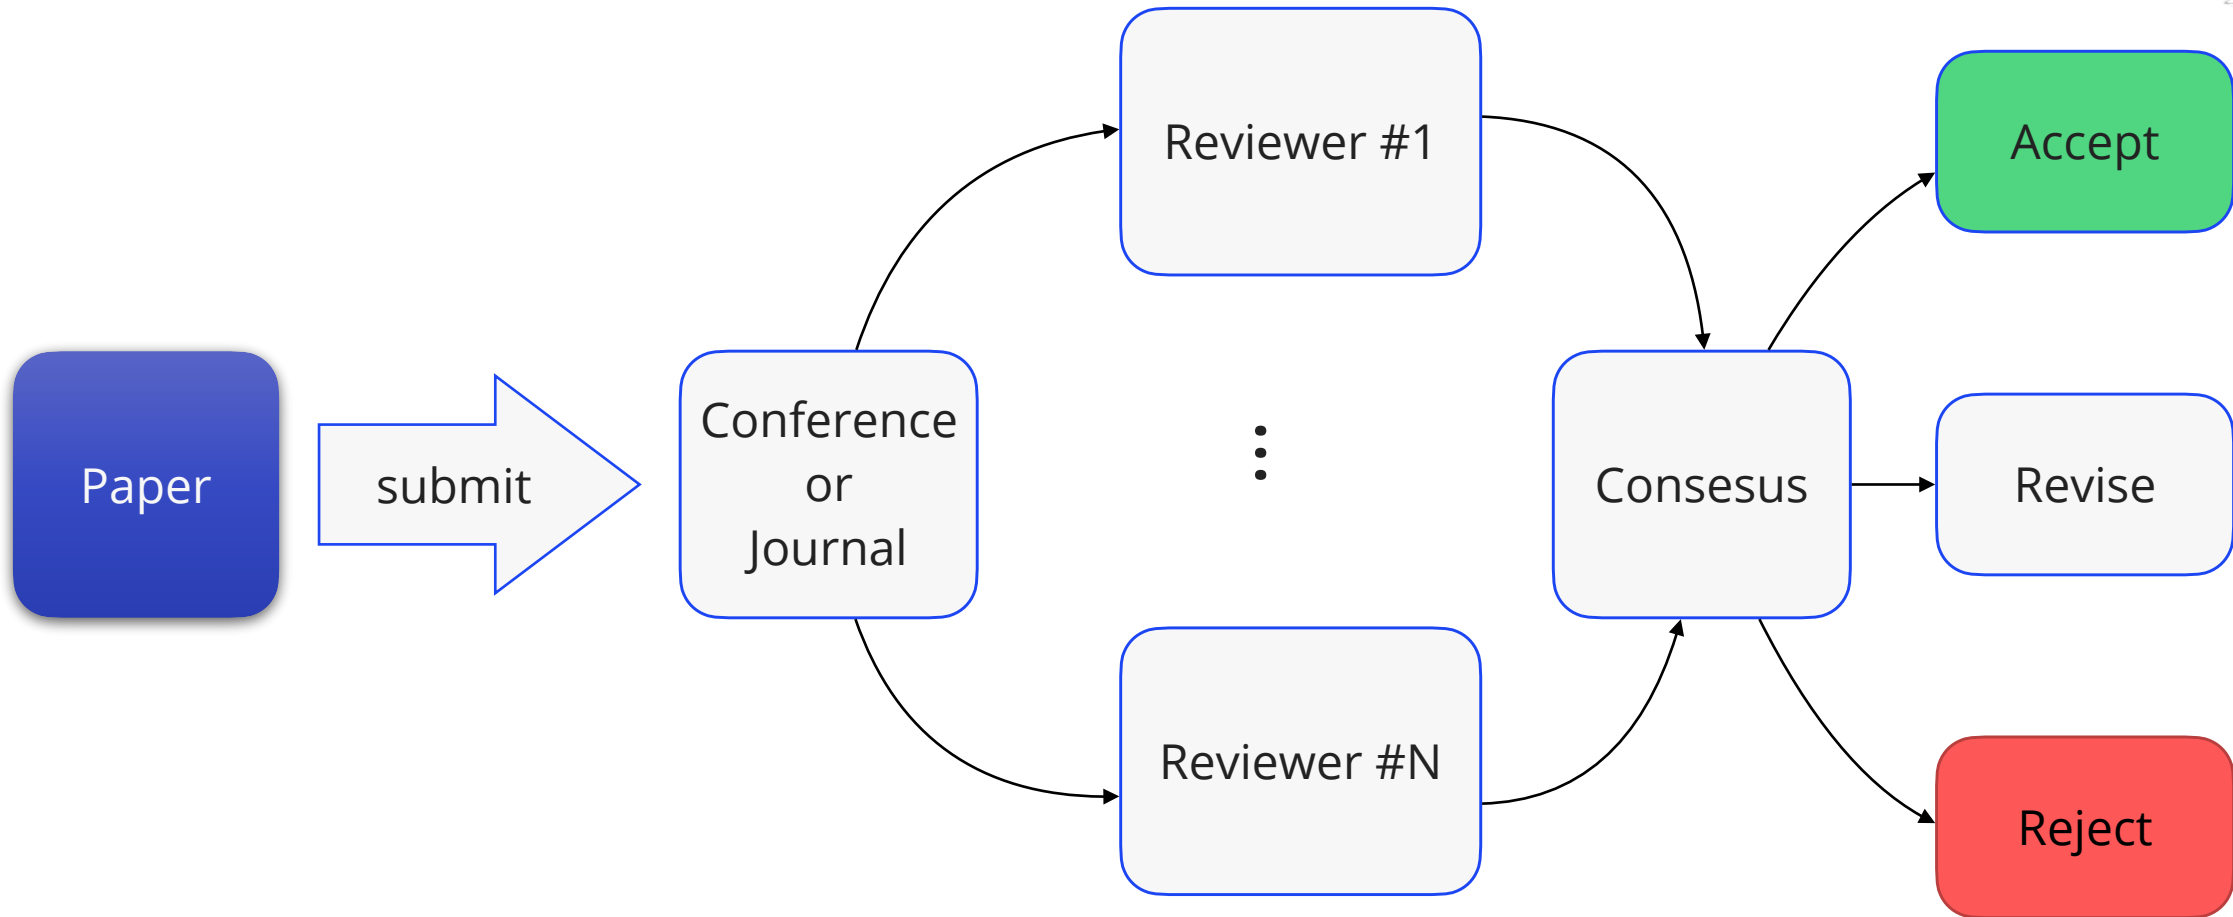 Paper
submit
Conference
or
Journal
Reviewer #1
Reviewer #N
Consesus
Accept
Revise
Reject